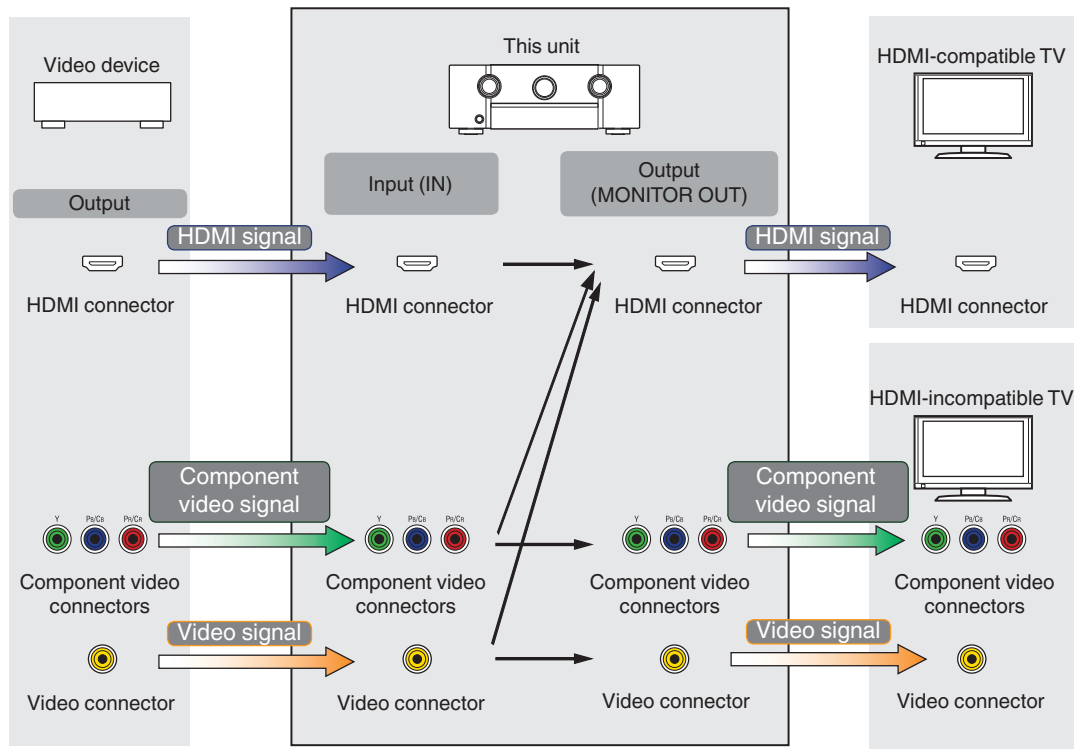 This unit
Video device
HDMI-compatible TV
Input (IN)
Output
(MONITOR OUT)
Output
HDMI signal
HDMI signal
HDMI connector
HDMI connector
HDMI connector
HDMI connector
HDMI-incompatible TV
Component
video signal
Component
video signal
Y PB/CB PR/CR
Y PB/CB PR/CR
Y PB/CB PR/CR
Y PB/CB PR/CR
Component video
connectors
Component video
connectors
Component video
connectors
Component video
connectors
Video signal
Video signal
Video connector
Video connector
Video connector
Video connector